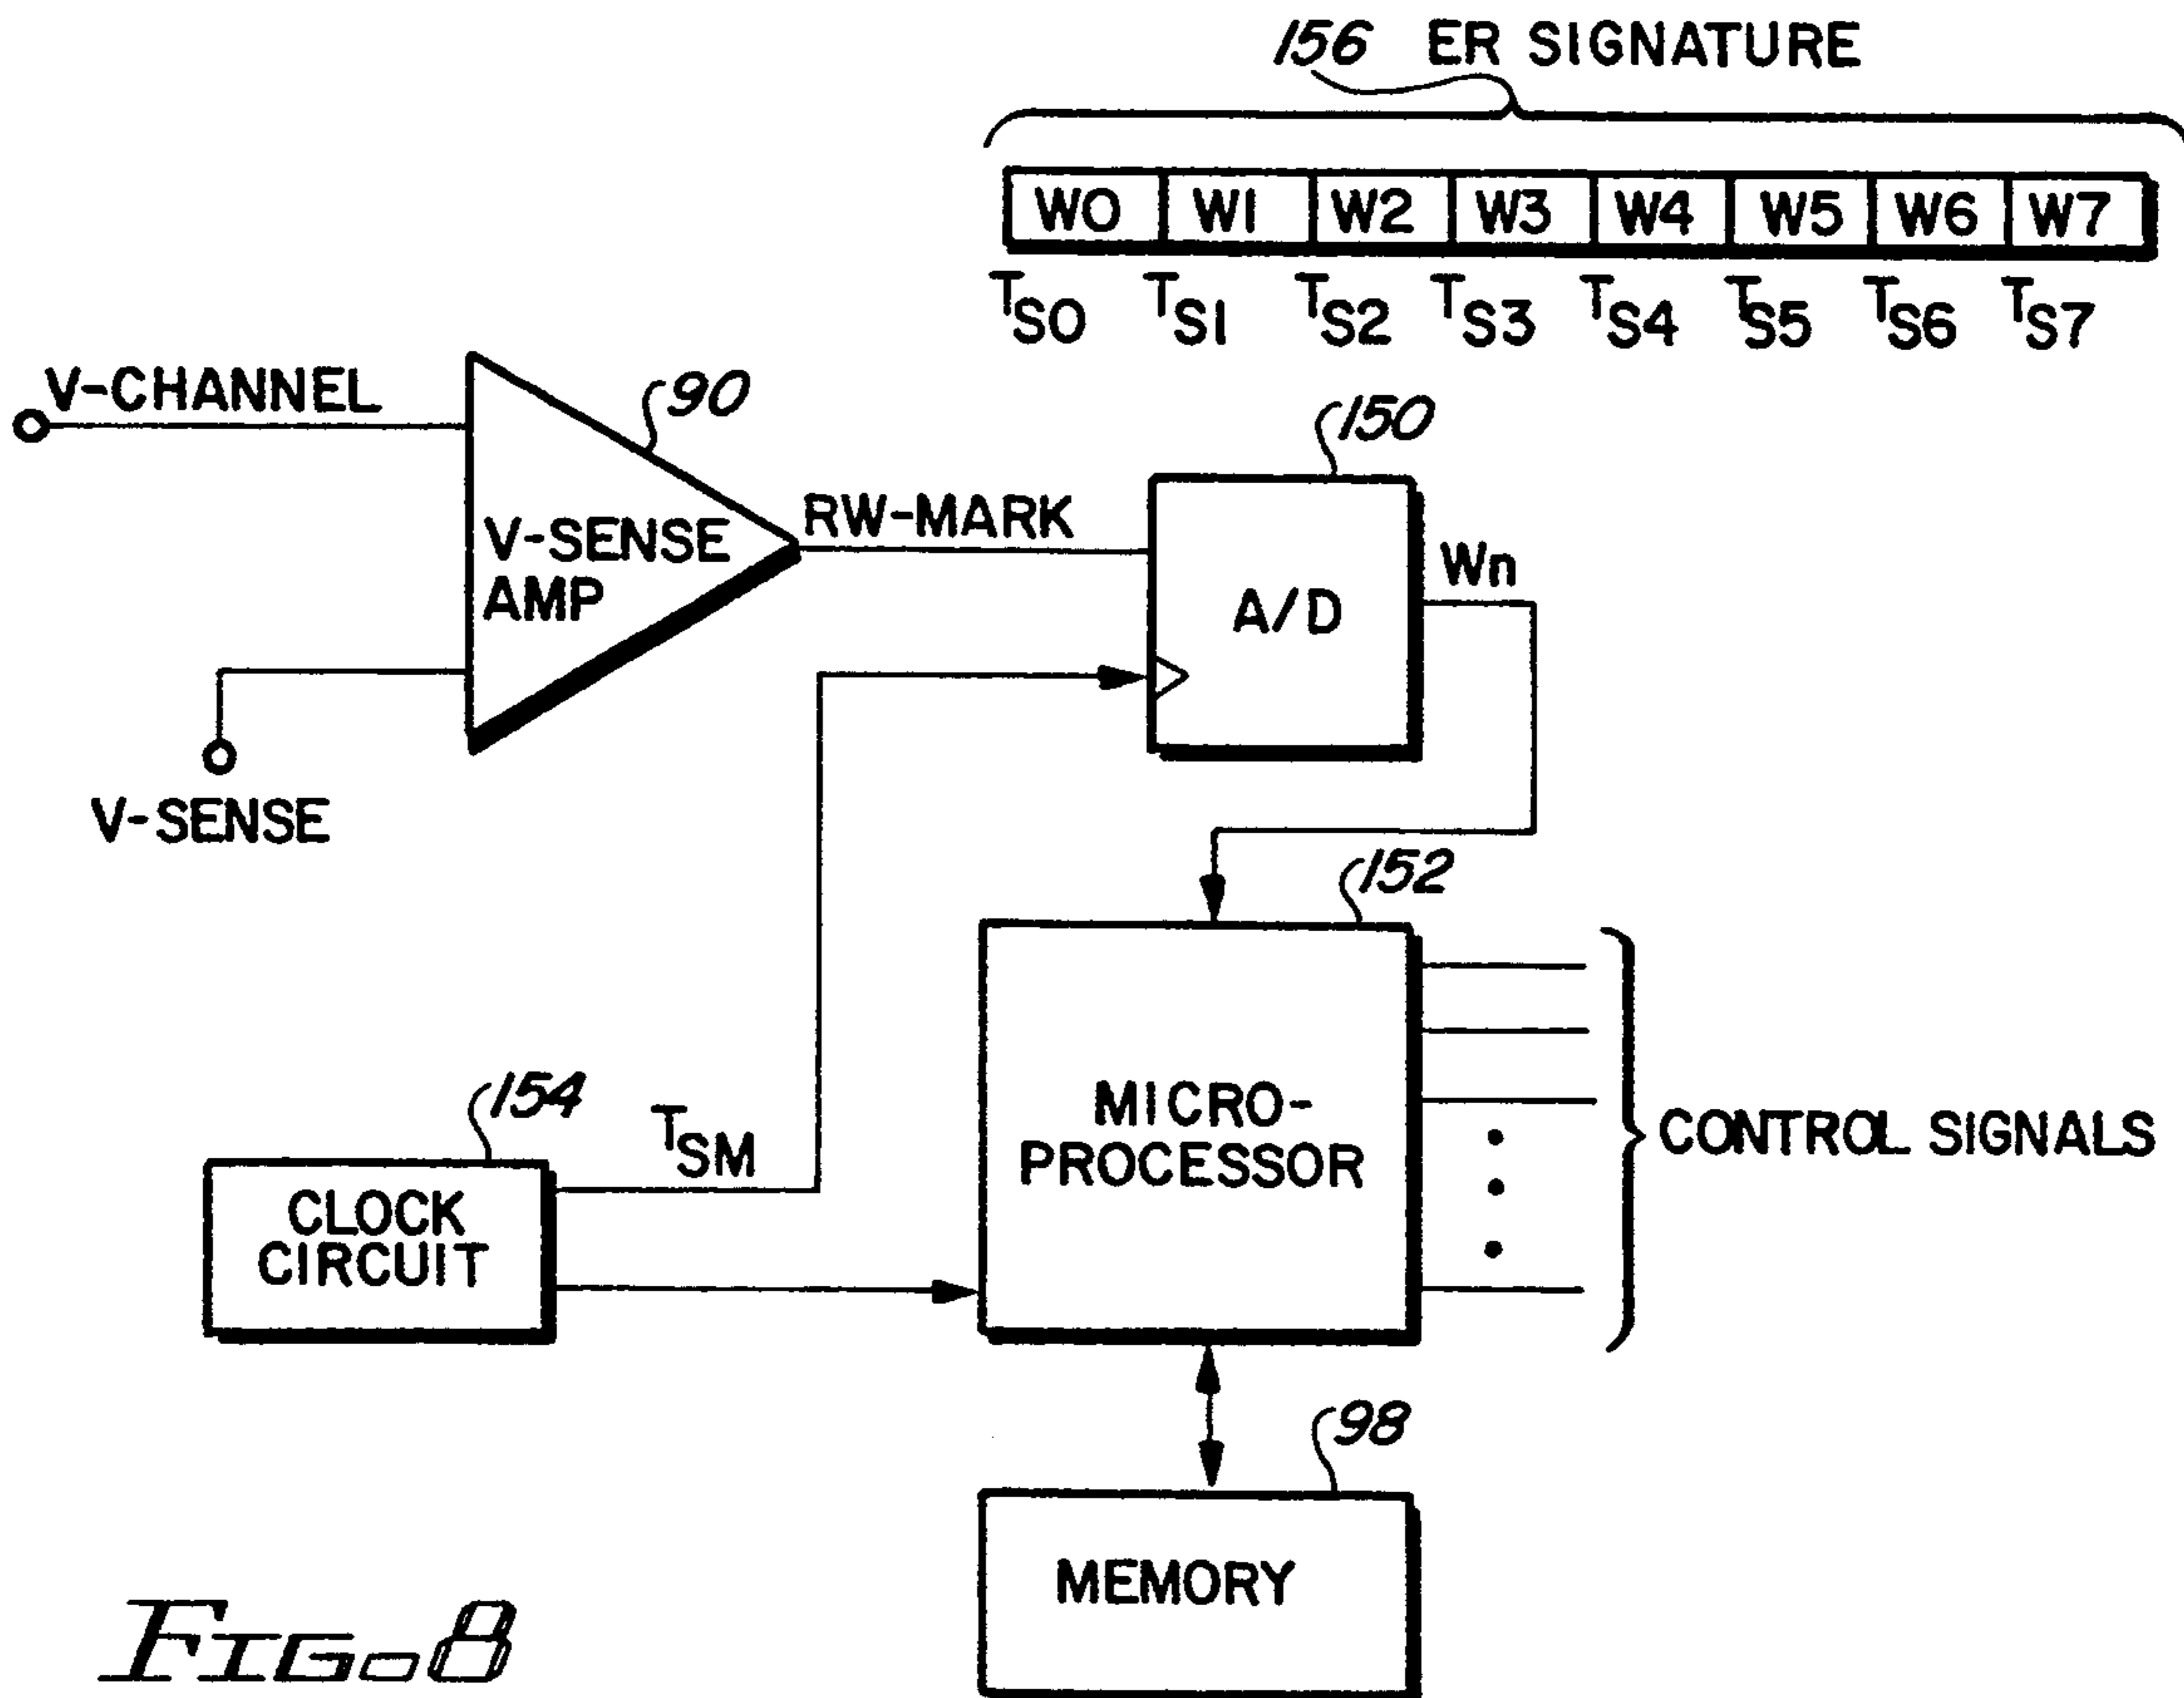 156 ER SIGNATURE
W0 W1 W2 W3 W4 W5 W6 W7
TS0 TS1 TS2 TS3 TS4 TS5 TS6 TS7
V-CHANNEL
90
150
V-SENSE
AMP
RW-MARK
A/D
Wn
V-SENSE
152
154
TSM
CLOCK
CIRCUIT
MICRO-
PROCESSOR
CONTROL SIGNALS
98
MEMORY
FIG. 8